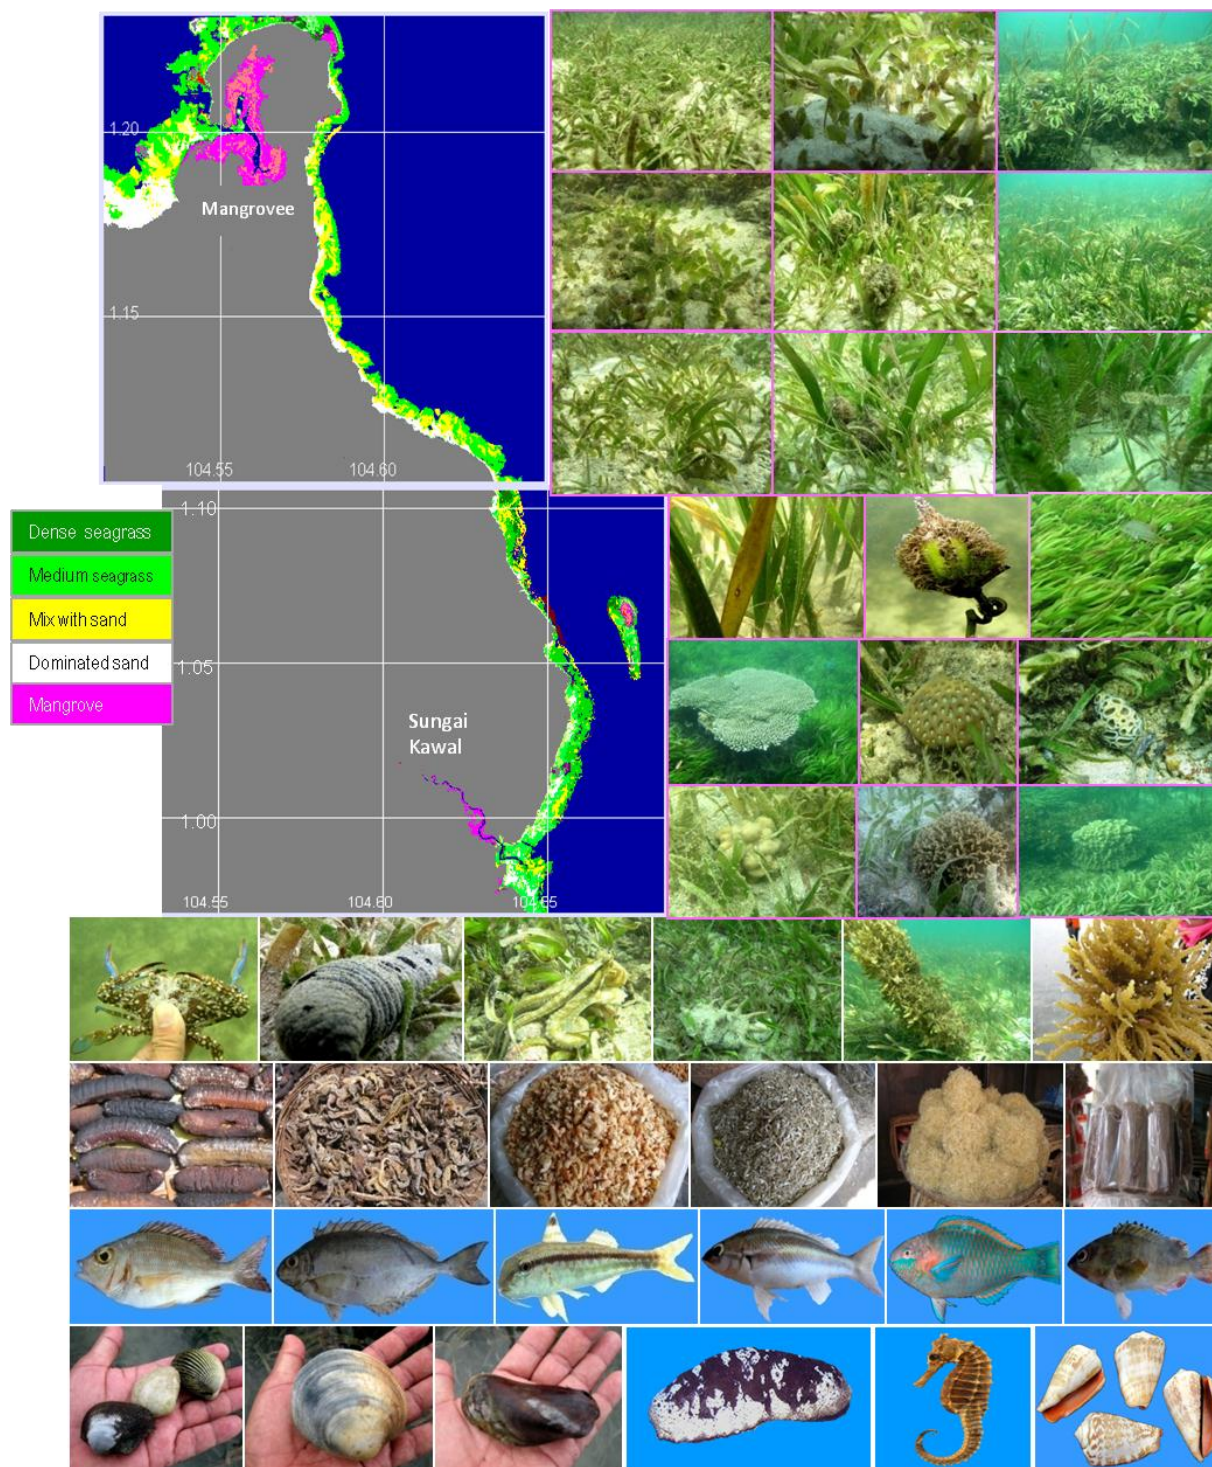 1.20
Mangrovee
1.15
104.55
104.60
1.10
Dense seagrass
Medium seagrass
Mix with sand
Dominated sand
Mangrove
1.05
Sungai
Kawal
1.00
104.55
104.60
104.65